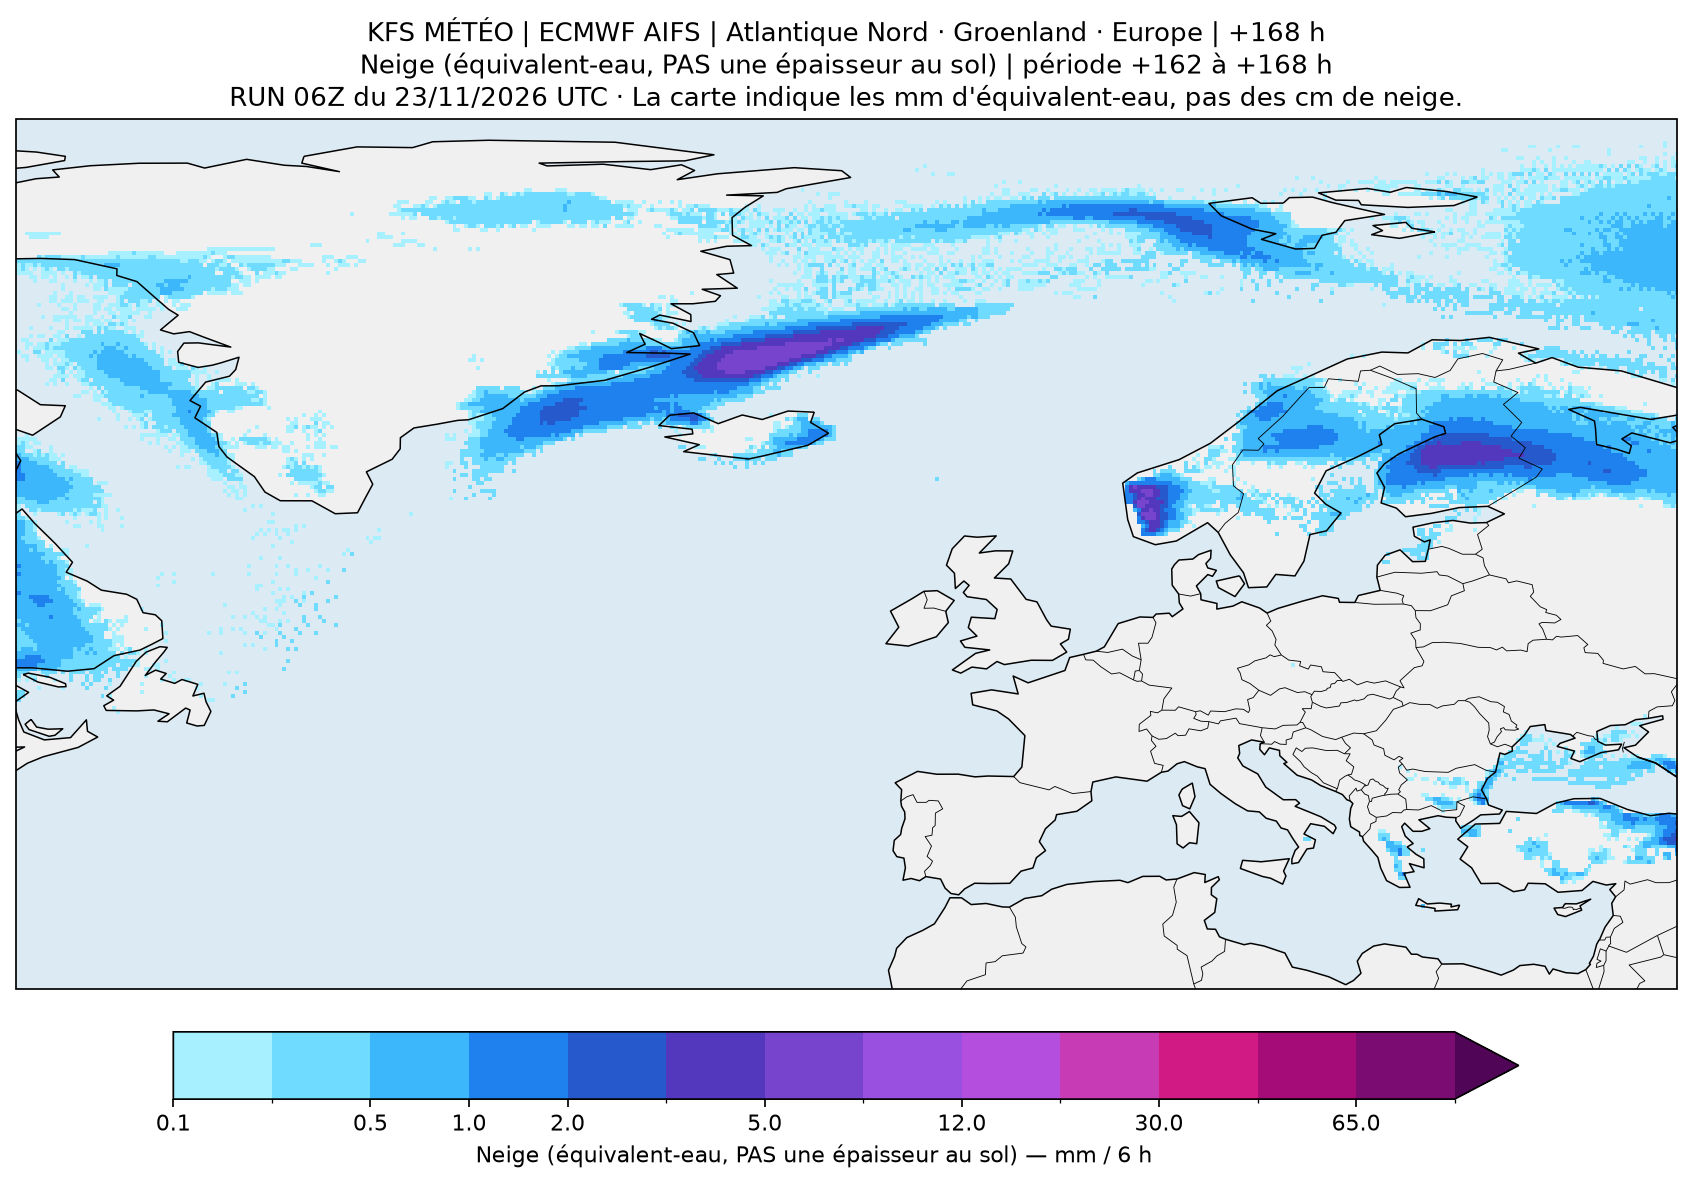 KFS MÉTÉO | ECMWF AIFS | Atlantique Nord · Groenland · Europe | +168 h
Neige (équivalent-eau, PAS une épaisseur au sol) | période +162 à +168 h
RUN 06Z du 23/11/2026 UTC · La carte indique les mm d'équivalent-eau, pas des cm de neige.
0.1 0.5 1.0 2.0 5.0 12.0 30.0 65.0
Neige (équivalent-eau, PAS une épaisseur au sol) — mm / 6 h